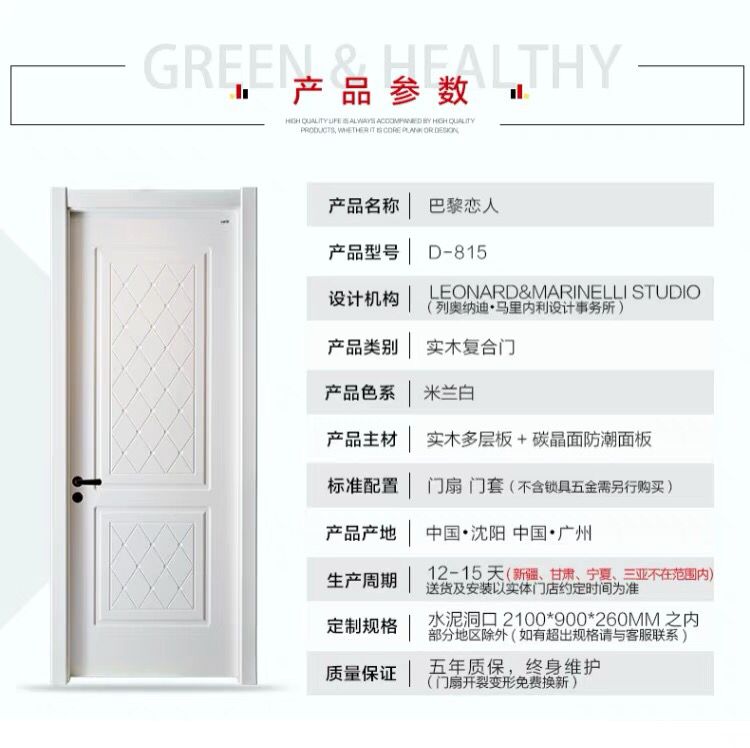 GREEN & HEALTHY
产品参数
HIGH QUALITY LIFE IS ALWAYS ACCOMPANIED BY HIGH QUALITY
PRODUCTS, WHETHER IT IS CORE PLANK OR DESIGN.
产品名称 巴黎恋人
产品型号 D-815
设计机构 LEONARD&MARINELLI STUDIO
(列奥纳迪•马里内利设计事务所)
产品类别 实木复合门
产品色系 米兰白
产品主材 实木多层板 + 碳晶面防潮面板
标准配置 门扇 门套 (不含锁具五金需另行购买)
产品产地 中国•沈阳 中国•广州
生产周期 12-15 天 (新疆、甘肃、宁夏、三亚不在范围内)
送货及安装以实体门店约定时间为准
定制规格 水泥洞口 2100*900*260MM 之内
部分地区除外 (如有超出规格请与客服联系)
质量保证 五年质保，终身维护
(门扇开裂变形免费换新)